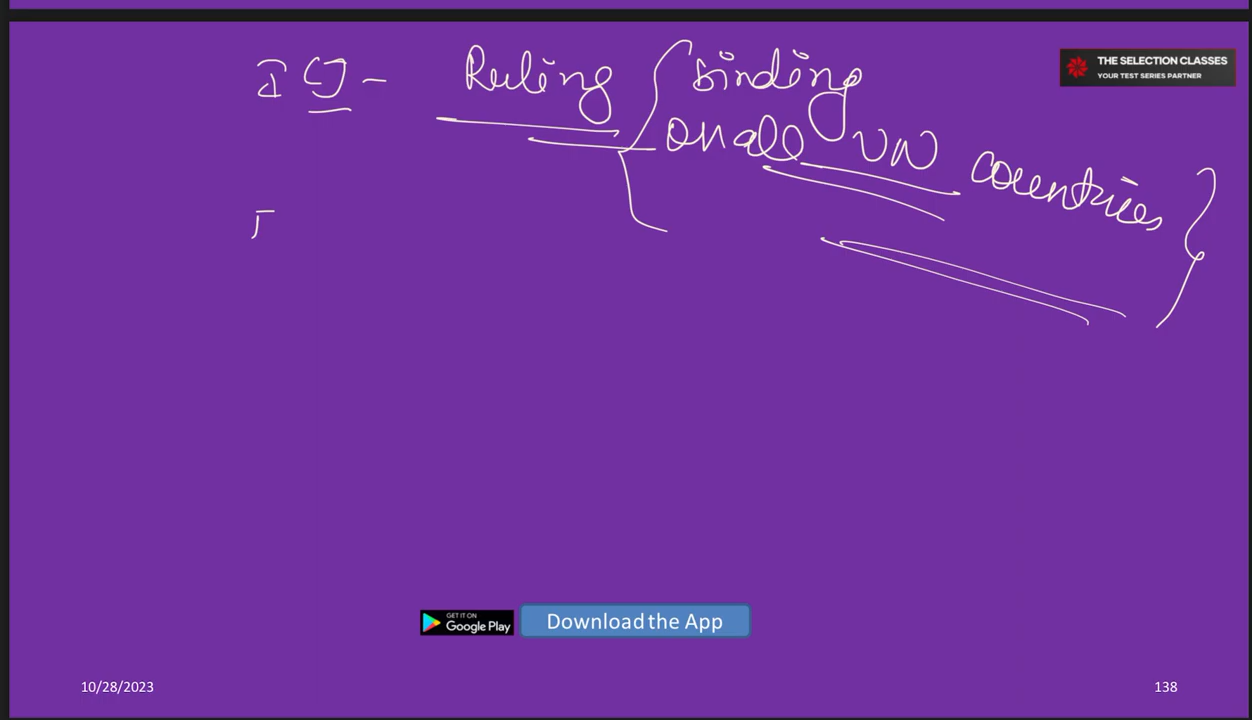 THE SELECTION CLASSES
YOUR TEST SERIES PARTNER
ICJ - Ruling { binding
on all UN countries }
I
GET IT ON
Google Play
Download the App
10/28/2023
138